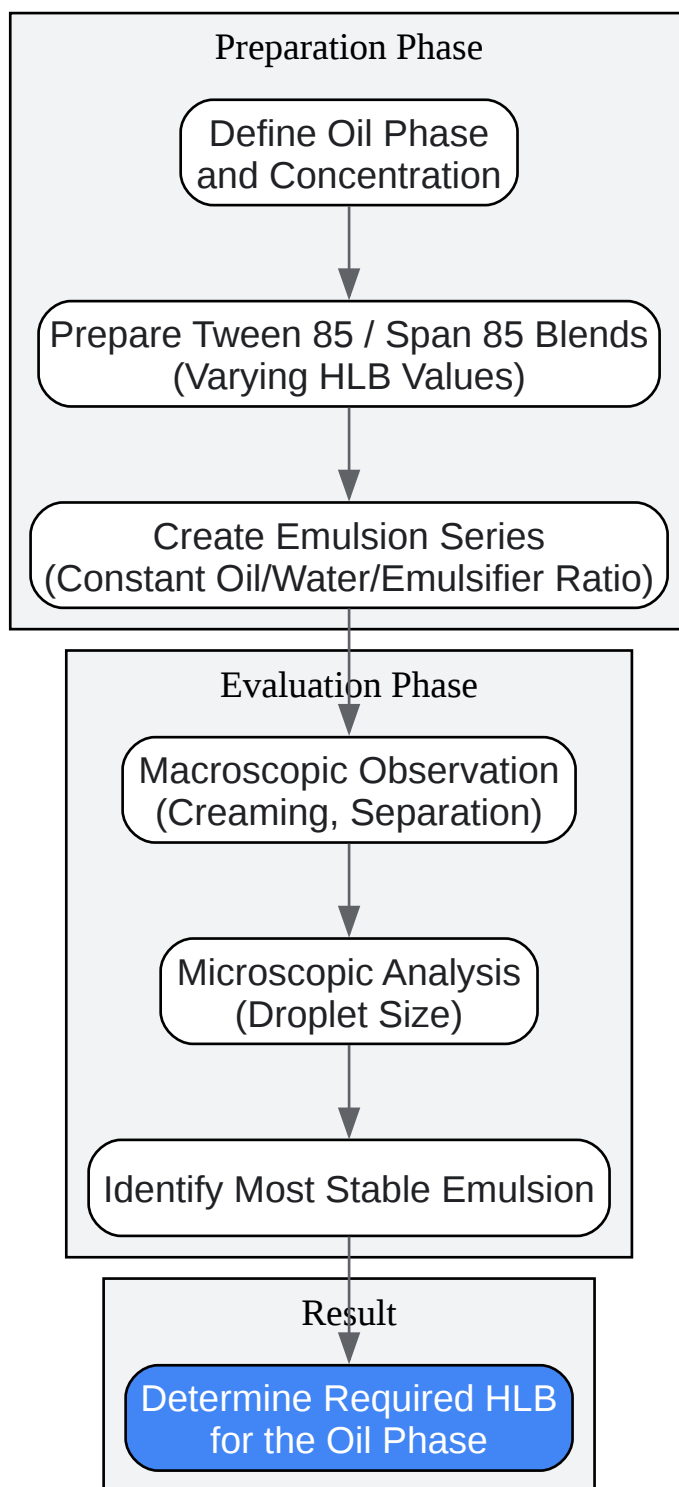 Preparation Phase
Define Oil Phase
and Concentration
Prepare Tween 85 / Span 85 Blends
(Varying HLB Values)
Create Emulsion Series
(Constant Oil/Water/Emulsifier Ratio)
Evaluation Phase
Macroscopic Observation
(Creaming, Separation)
Microscopic Analysis
(Droplet Size)
Identify Most Stable Emulsion
Result
Determine Required HLB
for the Oil Phase